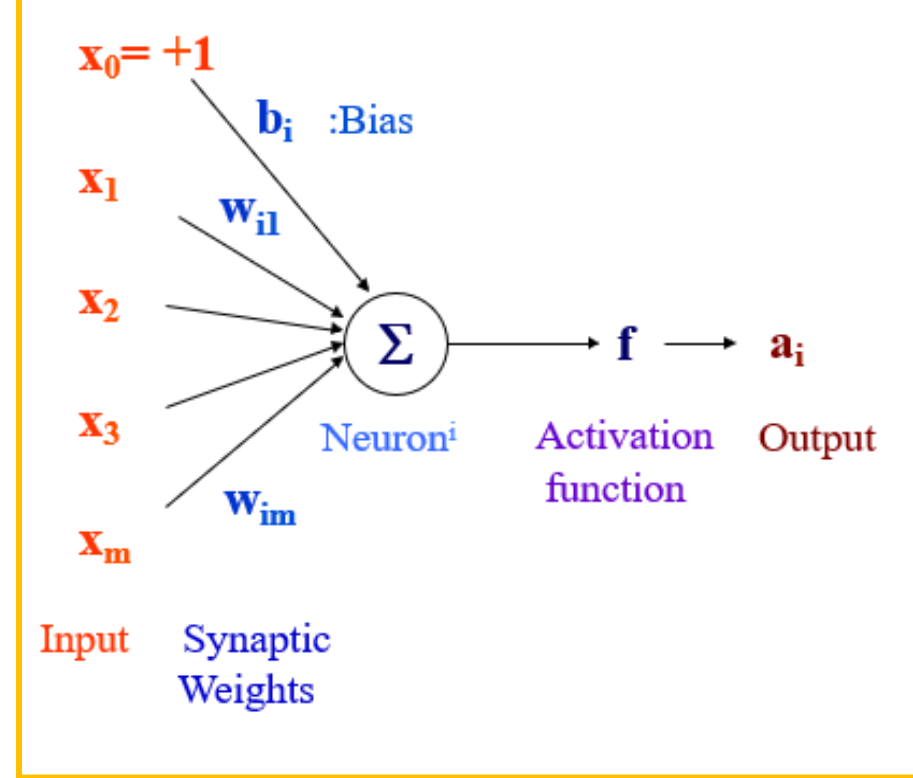 x₀= +1
bᵢ :Bias
x₁
wᵢ₁
x₂
Σ
f
aᵢ
x₃
Neuronⁱ
Activation
function
Output
wᵢₘ
xₘ
Input
Synaptic
Weights